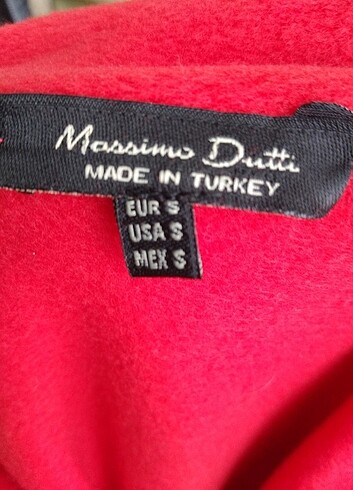 Massimo Dutti
MADE IN TURKEY
EUR S
USA S
MEX S